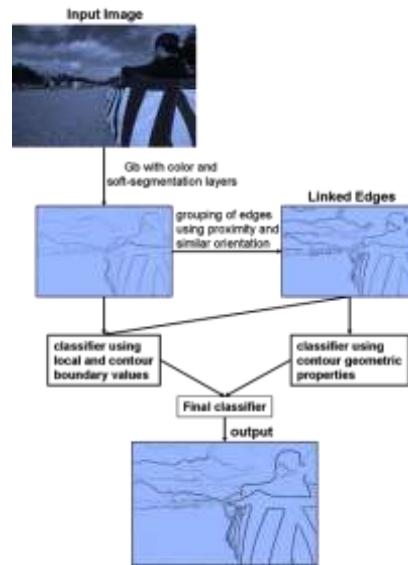 Input Image
Gb with color and
soft-segmentation layers
Linked Edges
grouping of edges
using proximity and
similar orientation
classifier using
local and contour
boundary values
classifier using
contour geometric
properties
Final classifier
output